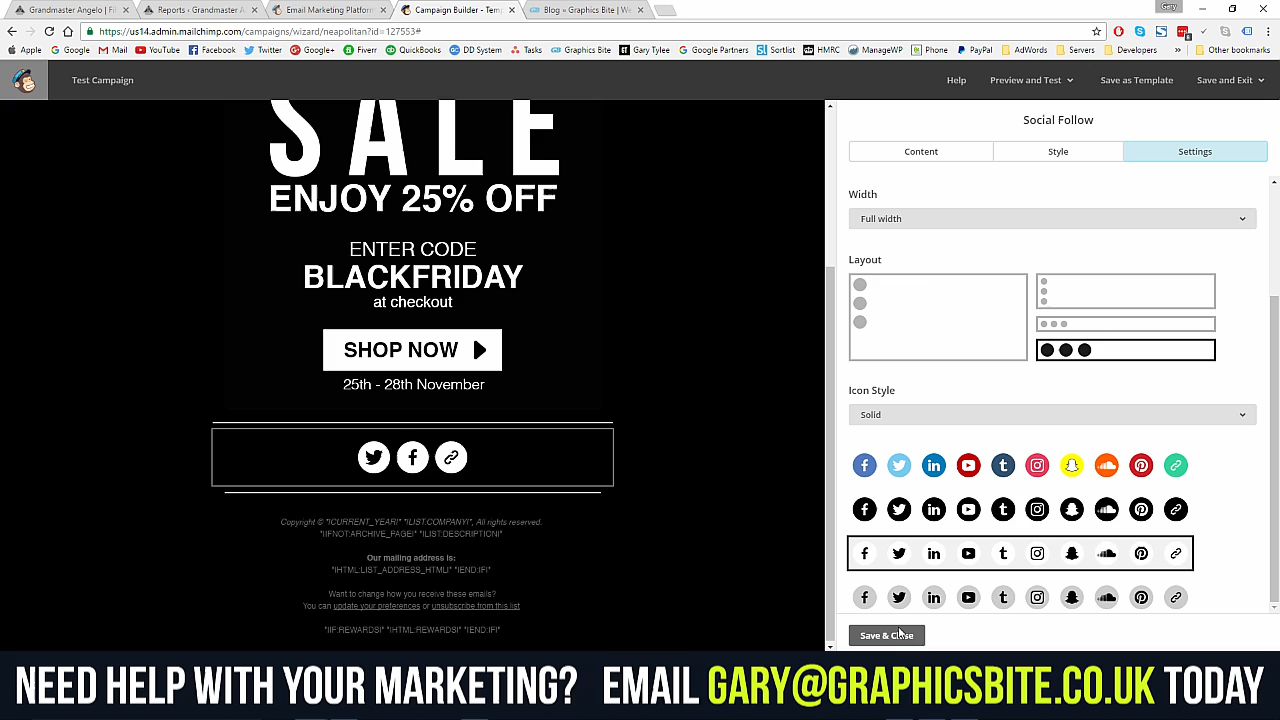 Grandmaster Angelo | Fi
Reports ‹ Grandmaster A
Email Marketing Platform
Campaign Builder - Temp
Blog « Graphics Bite | We
Gary
https://us14.admin.mailchimp.com/campaigns/wizard/neapolitan?id=127553#
Apple
Google
Mail
YouTube
Facebook
Twitter
Google+
Fiverr
QuickBooks
DD System
Tasks
Graphics Bite
Gary Tylee
Google Partners
Sortlist
HMRC
ManageWP
Phone
PayPal
AdWords
Servers
Developers
»
Other bookmarks
Test Campaign
Help
Preview and Test
Save as Template
Save and Exit
SALE
ENJOY 25% OFF
ENTER CODE
BLACKFRIDAY
at checkout
SHOP NOW
25th - 28th November
Copyright © *|CURRENT_YEAR|* *|LIST:COMPANY|*, All rights reserved.
*|IFNOT:ARCHIVE_PAGE|* *|LIST:DESCRIPTION|*
Our mailing address is:
*|HTML:LIST_ADDRESS_HTML|* *|END:IF|*
Want to change how you receive these emails?
You can update your preferences or unsubscribe from this list
*|IF:REWARDS|* *|HTML:REWARDS|* *|END:IF|*
Social Follow
Content
Style
Settings
Width
Full width
Layout
Icon Style
Solid
Save & Close
NEED HELP WITH YOUR MARKETING? EMAIL GARY@GRAPHICSBITE.CO.UK TODAY